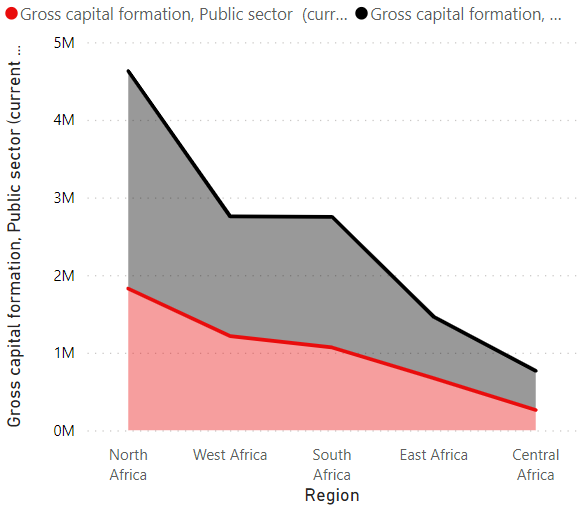 Gross capital formation, Public sector (curr... Gross capital formation, ...
Gross capital formation, Public sector (current ...
5M
4M
3M
2M
1M
0M
North Africa
West Africa
South Africa
East Africa
Central Africa
Region